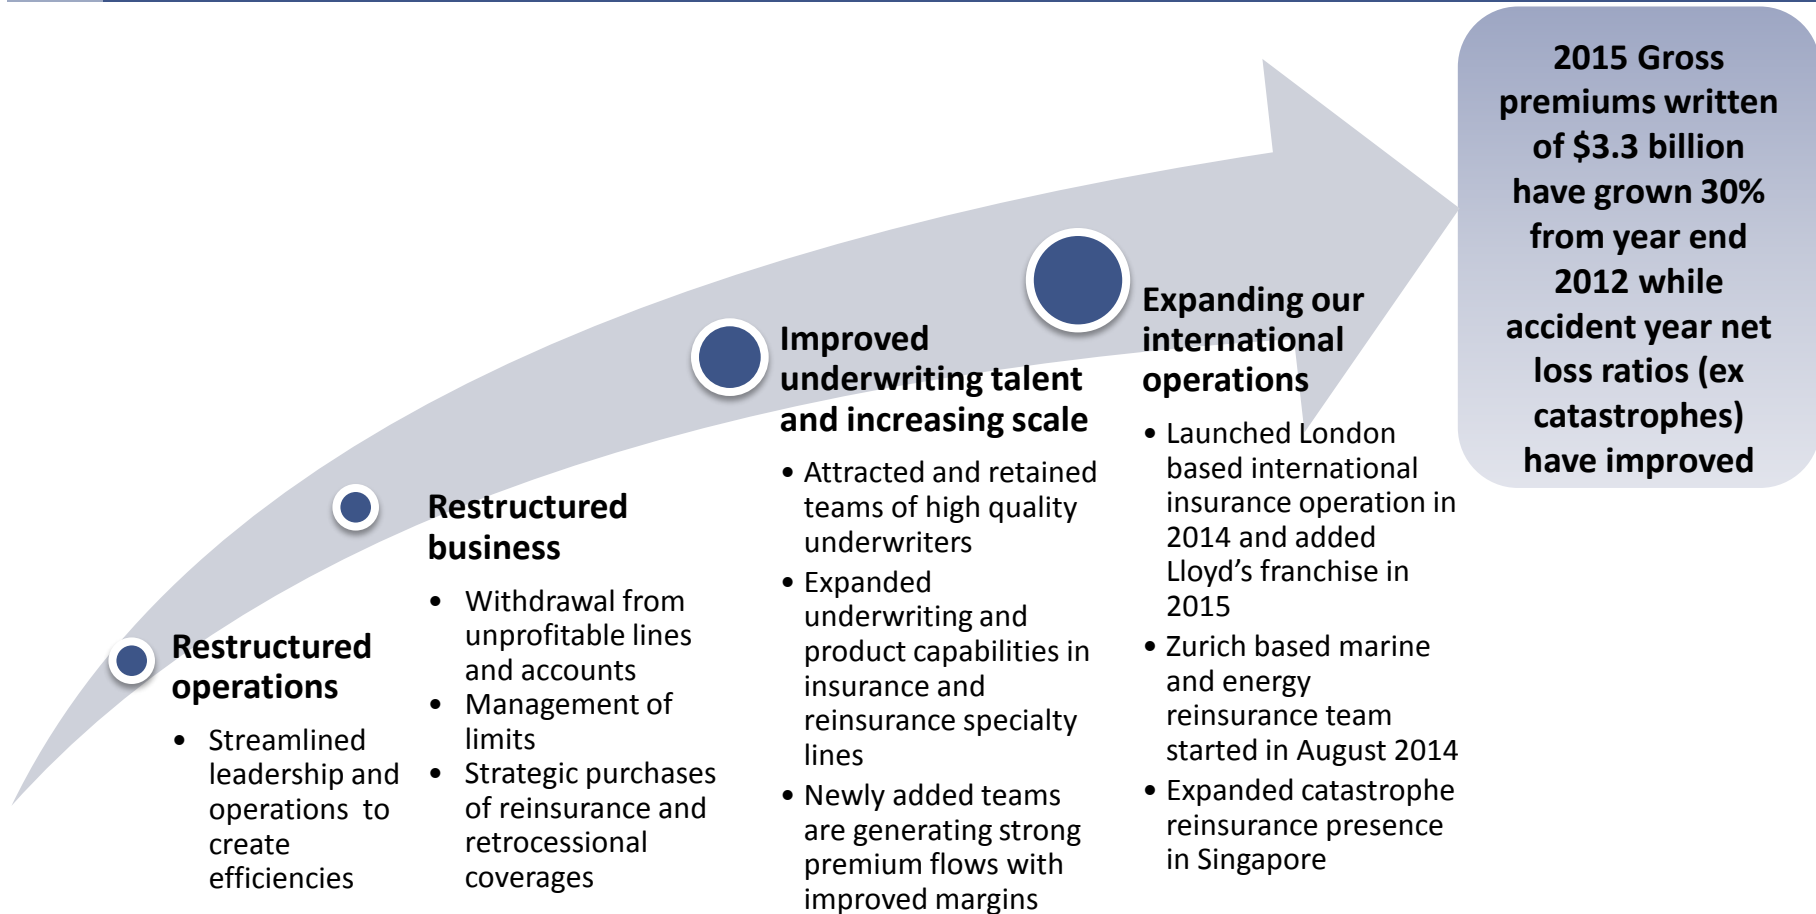 Restructured
operations
• Streamlined
leadership and
operations to
create
efficiencies
Restructured
business
• Withdrawal from
unprofitable lines
and accounts
• Management of
limits
• Strategic purchases
of reinsurance and
retrocessional
coverages
Improved
underwriting talent
and increasing scale
• Attracted and retained
teams of high quality
underwriters
• Expanded
underwriting and
product capabilities in
insurance and
reinsurance specialty
lines
• Newly added teams
are generating strong
premium flows with
improved margins
Expanding our
international
operations
• Launched London
based international
insurance operation in
2014 and added
Lloyd’s franchise in
2015
• Zurich based marine
and energy
reinsurance team
started in August 2014
• Expanded catastrophe
reinsurance presence
in Singapore
2015 Gross
premiums written
of $3.3 billion
have grown 30%
from year end
2012 while
accident year net
loss ratios (ex
catastrophes)
have improved